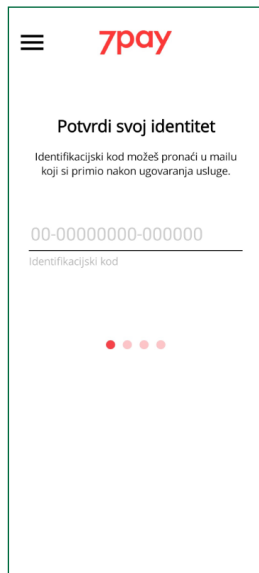 7pay
Potvrdi svoj identitet
Identifikacijski kod možeš pronaći u mailu
koji si primio nakon ugovaranja usluge.
00-00000000-000000
Identifikacijski kod